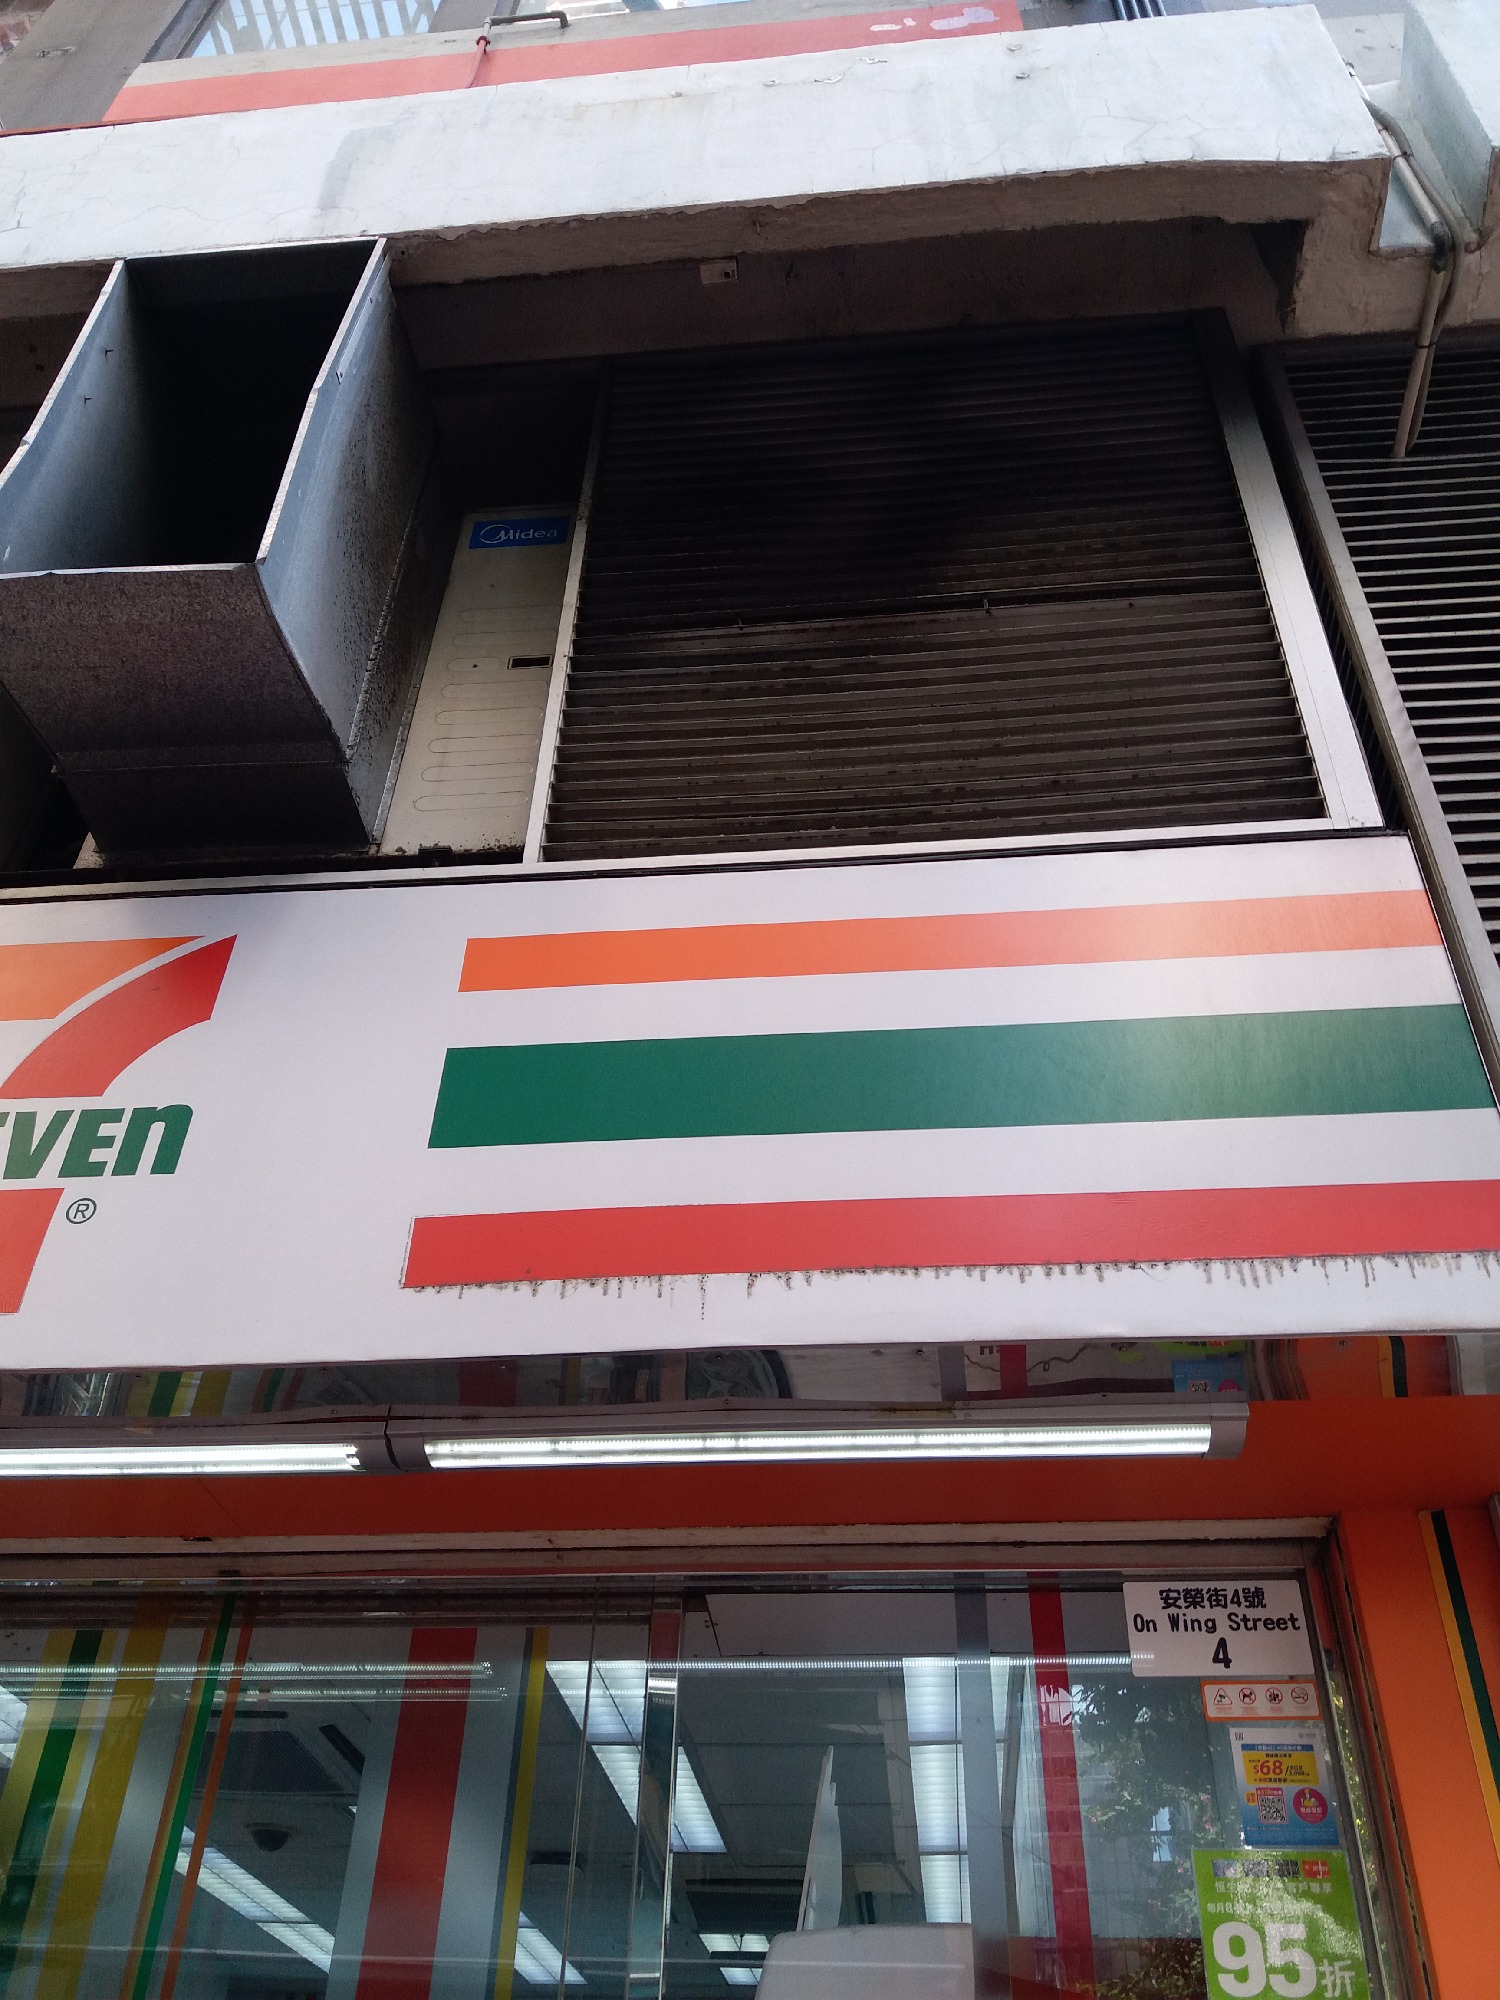 Midea
EVEn
®
安榮街4號
On Wing Street
4
$68
95折